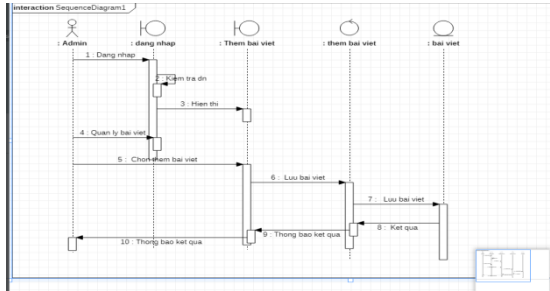 interaction SequenceDiagram1
: Admin
: dang nhap
: Them bai viet
: them bai viet
: bai viet
1 : Dang nhap
2 : Kiem tra dn
3 : Hien thi
4 : Quan ly bai viet
5 : Chon them bai viet
6 : Luu bai viet
7 : Luu bai viet
8 : Ket qua
9 : Thong bao ket qua
10 : Thong bao ket qua